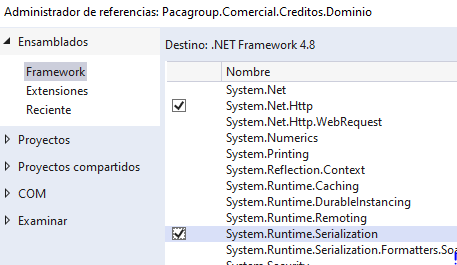 Administrador de referencias: Pacagroup.Comercial.Creditos.Dominio
Ensamblados
Framework
Extensiones
Reciente
Proyectos
Proyectos compartidos
COM
Examinar
Destino: .NET Framework 4.8
Nombre
System.Net
System.Net.Http
System.Net.Http.WebRequest
System.Numerics
System.Printing
System.Reflection.Context
System.Runtime.Caching
System.Runtime.DurableInstancing
System.Runtime.Remoting
System.Runtime.Serialization
System.Runtime.Serialization.Formatters.Soa
System.Security